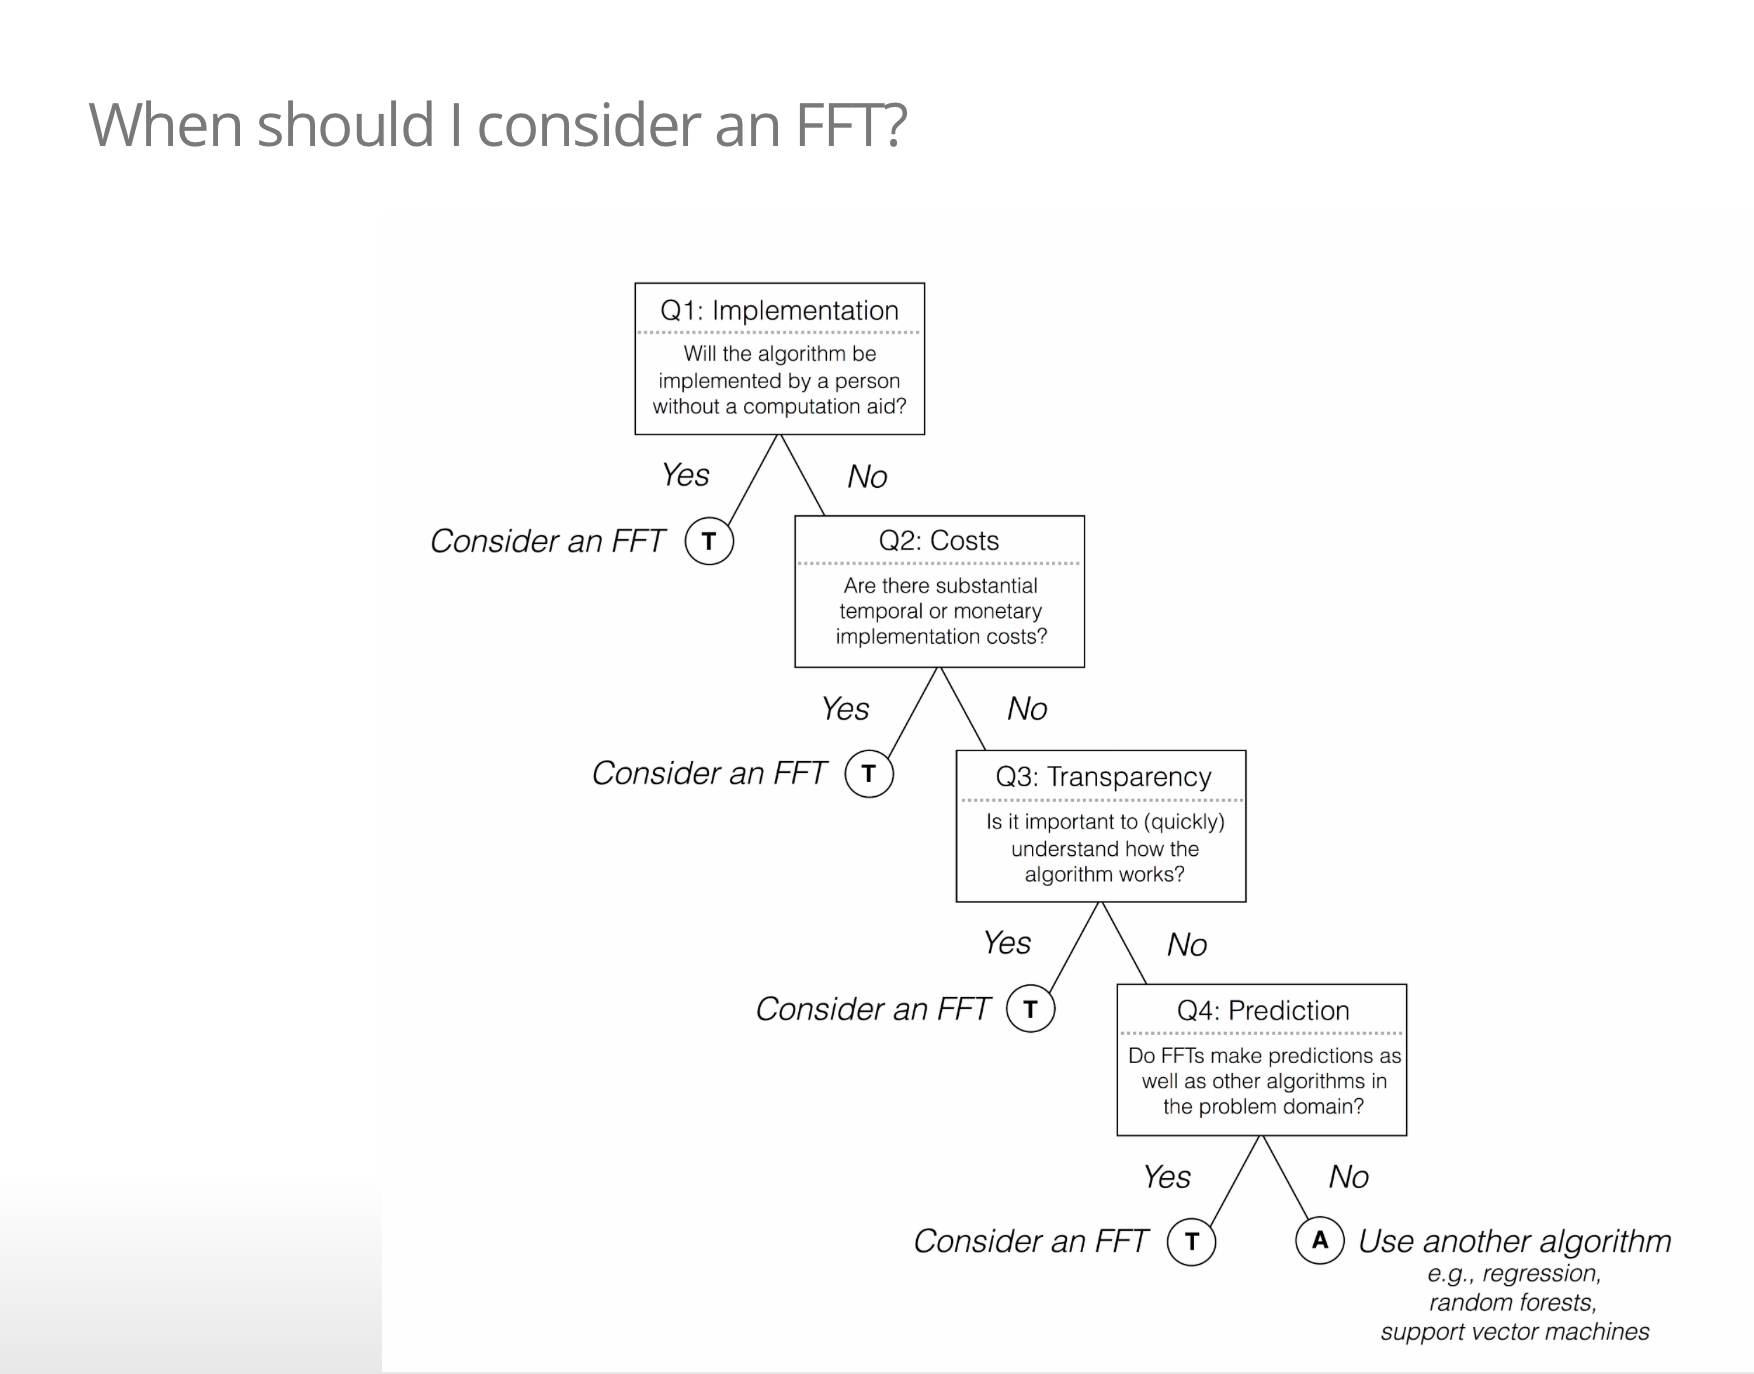 When should I consider an FFT?
Q1: Implementation
Will the algorithm be
implemented by a person
without a computation aid?
Yes
No
Consider an FFT
T
Q2: Costs
Are there substantial
temporal or monetary
implementation costs?
Yes
No
Consider an FFT
T
Q3: Transparency
Is it important to (quickly)
understand how the
algorithm works?
Yes
No
Consider an FFT
T
Q4: Prediction
Do FFTs make predictions as
well as other algorithms in
the problem domain?
Yes
No
Consider an FFT
T
A
Use another algorithm
e.g., regression,
random forests,
support vector machines